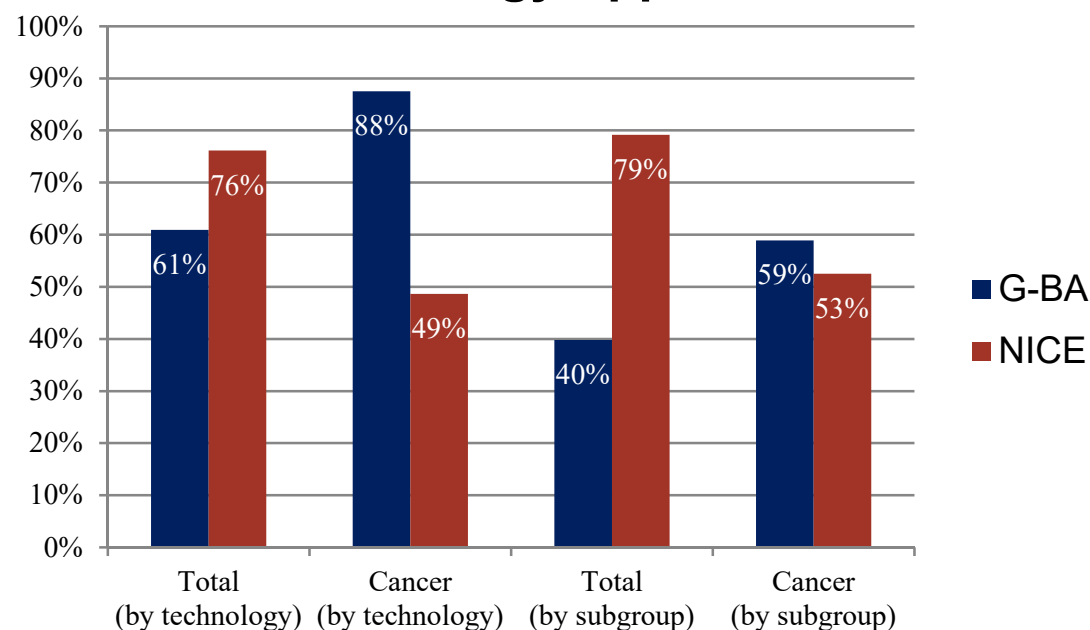 100%
90%
80%
70%
60%
50%
40%
30%
20%
10%
0%
61%
76%
88%
49%
40%
79%
59%
53%
Total
(by technology)
Cancer
(by technology)
Total
(by subgroup)
Cancer
(by subgroup)
G-BA
NICE